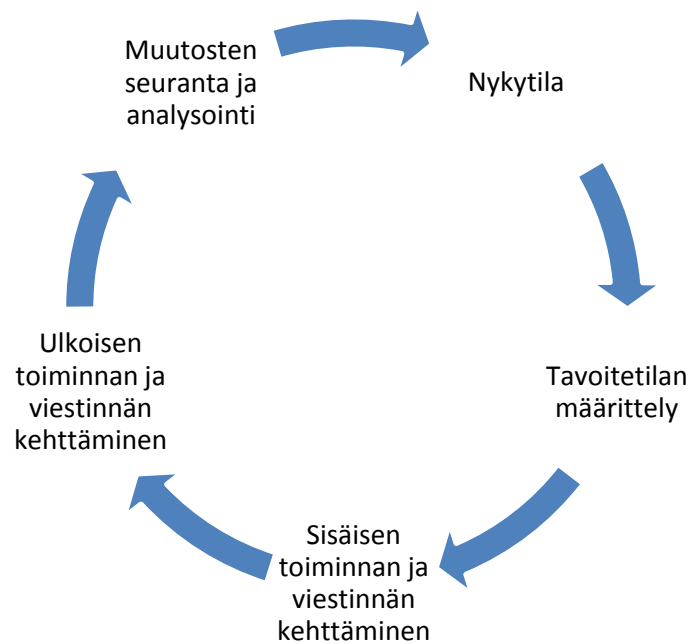 Muutosten
seuranta ja
analysointi
Nykytila
Tavoitetilan
määrittely
Sisäisen
toiminnan ja
viestinnän
kehttäminen
Ulkoisen
toiminnan ja
viestinnän
kehttäminen